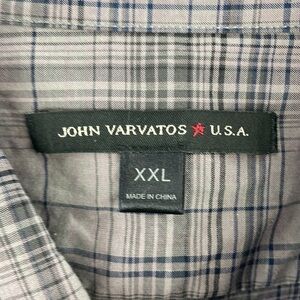 JOHN VARVATOS ★ U.S.A.
XXL
MADE IN CHINA